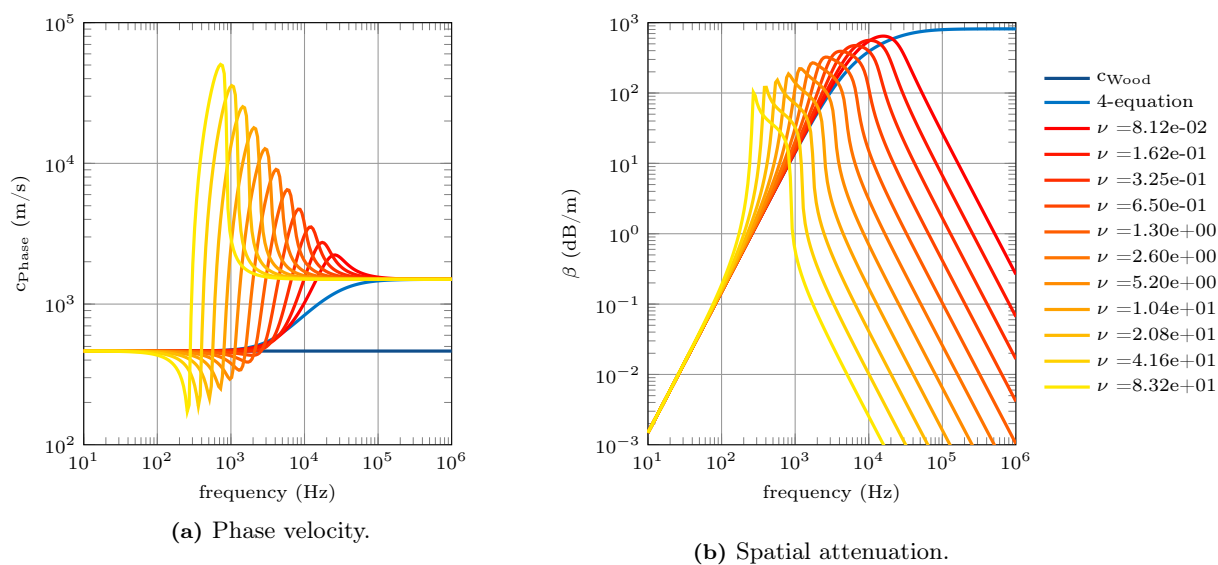 10^5
10^4
10^3
10^2
c_Phase (m/s)
10^1 10^2 10^3 10^4 10^5 10^6
frequency (Hz)
(a) Phase velocity.
10^3
10^2
10^1
10^0
10^−1
10^−2
10^−3
β (dB/m)
10^1 10^2 10^3 10^4 10^5 10^6
frequency (Hz)
(b) Spatial attenuation.
c_Wood
4-equation
ν =8.12e-02
ν =1.62e-01
ν =3.25e-01
ν =6.50e-01
ν =1.30e+00
ν =2.60e+00
ν =5.20e+00
ν =1.04e+01
ν =2.08e+01
ν =4.16e+01
ν =8.32e+01